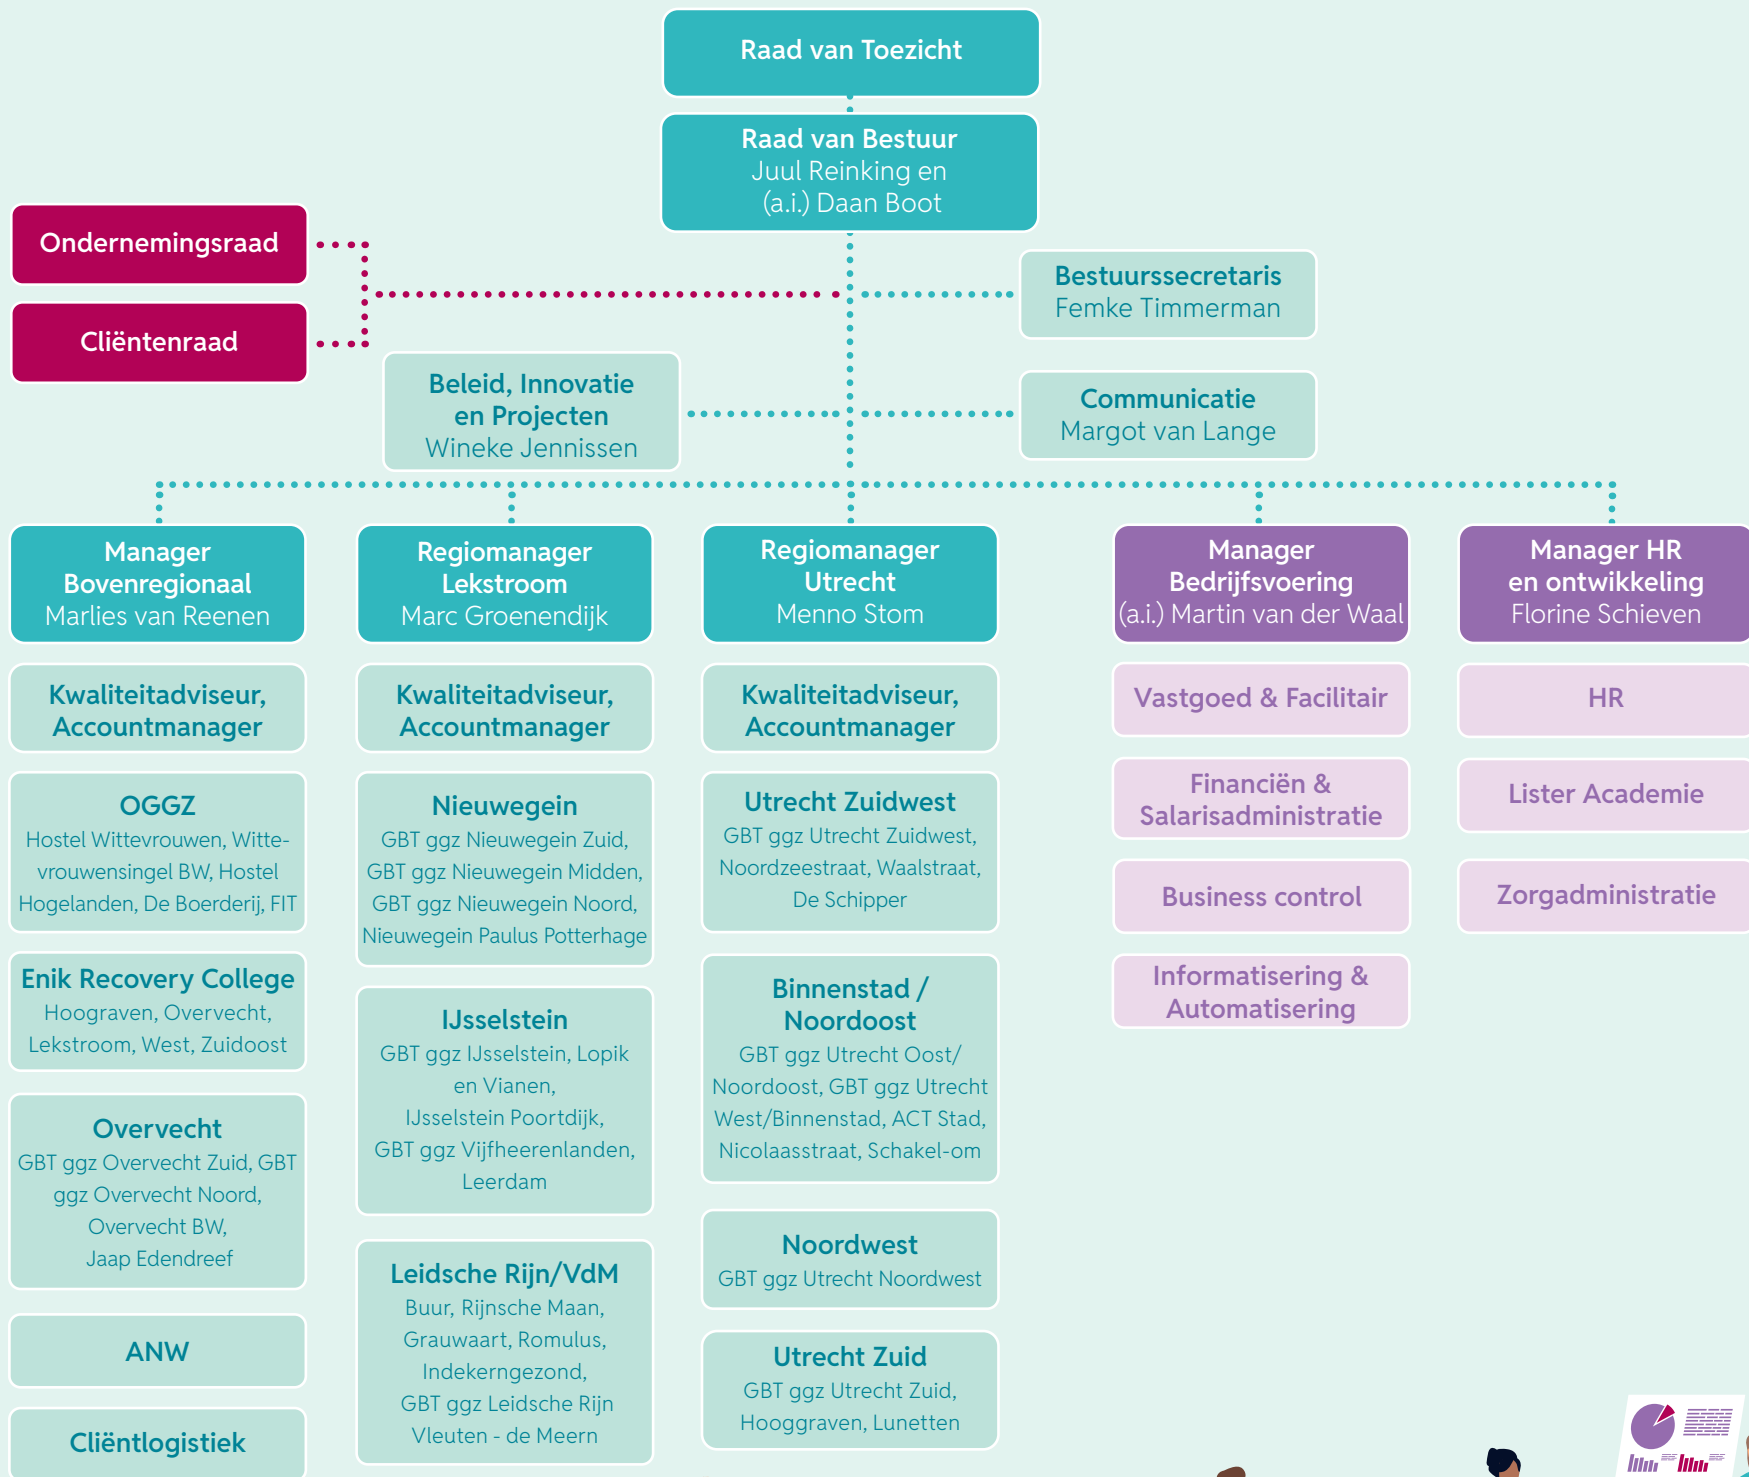 Raad van Toezicht
Raad van Bestuur
Juul Reinking en
(a.i.) Daan Boot
Ondernemingsraad
Cliëntenraad
Bestuurssecretaris
Femke Timmerman
Beleid, Innovatie
en Projecten
Wineke Jennissen
Communicatie
Margot van Lange
Manager
Bovenregionaal
Marlies van Reenen
Kwaliteitadviseur,
Accountmanager
OGGZ
Hostel Wittevrouwen, Witte-
vrouwensingel BW, Hostel
Hogelanden, De Boerderij, FIT
Enik Recovery College
Hoograven, Overvecht,
Lekstroom, West, Zuidoost
Overvecht
GBT ggz Overvecht Zuid, GBT
ggz Overvecht Noord,
Overvecht BW,
Jaap Edendreef
ANW
Cliëntlogistiek
Regiomanager
Lekstroom
Marc Groenendijk
Kwaliteitadviseur,
Accountmanager
Nieuwegein
GBT ggz Nieuwegein Zuid,
GBT ggz Nieuwegein Midden,
GBT ggz Nieuwegein Noord,
Nieuwegein Paulus Potterhage
IJsselstein
GBT ggz IJsselstein, Lopik
en Vianen,
IJsselstein Poortdijk,
GBT ggz Vijfheerenlanden,
Leerdam
Leidsche Rijn/VdM
Buur, Rijnsche Maan,
Grauwaart, Romulus,
Indekerngezond,
GBT ggz Leidsche Rijn
Vleuten - de Meern
Regiomanager
Utrecht
Menno Stom
Kwaliteitadviseur,
Accountmanager
Utrecht Zuidwest
GBT ggz Utrecht Zuidwest,
Noordzeestraat, Waalstraat,
De Schipper
Binnenstad /
Noordoost
GBT ggz Utrecht Oost/
Noordoost, GBT ggz Utrecht
West/Binnenstad, ACT Stad,
Nicolaasstraat, Schakel-om
Noordwest
GBT ggz Utrecht Noordwest
Utrecht Zuid
GBT ggz Utrecht Zuid,
Hooggraven, Lunetten
Manager
Bedrijfsvoering
(a.i.) Martin van der Waal
Vastgoed & Facilitair
Financiën &
Salarisadministratie
Business control
Informatisering &
Automatisering
Manager HR
en ontwikkeling
Florine Schieven
HR
Lister Academie
Zorgadministratie